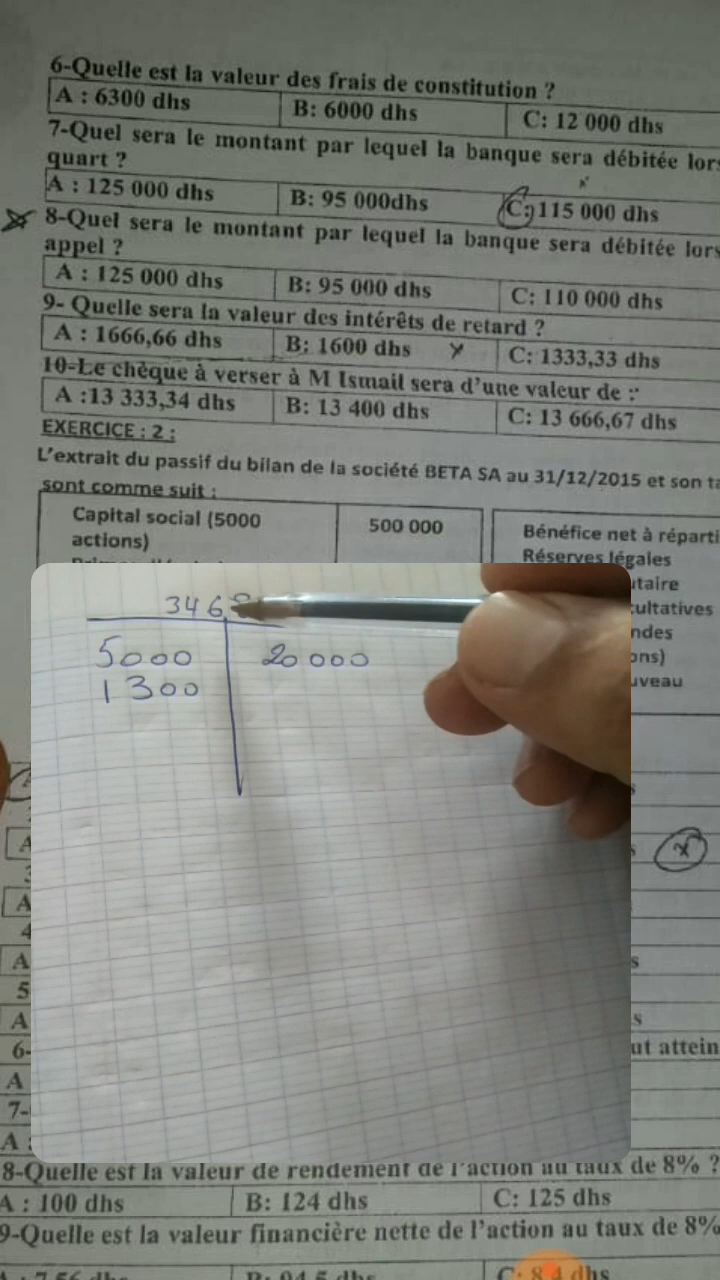 6-Quelle est la valeur des frais de constitution ?
A : 6300 dhs B: 6000 dhs C: 12 000 dhs
7-Quel sera le montant par lequel la banque sera débitée lors
quart ?
A : 125 000 dhs B: 95 000dhs C: 115 000 dhs
8-Quel sera le montant par lequel la banque sera débitée lors
appel ?
A : 125 000 dhs B: 95 000 dhs C: 110 000 dhs
9- Quelle sera la valeur des intérêts de retard ?
A : 1666,66 dhs B: 1600 dhs C: 1333,33 dhs
10-Le chèque à verser à M Ismail sera d'une valeur de :
A :13 333,34 dhs B: 13 400 dhs C: 13 666,67 dhs
EXERCICE : 2 :
L'extrait du passif du bilan de la société BETA SA au 31/12/2015 et son ta
sont comme suit :
Capital social (5000 500 000
actions)
Bénéfice net à réparti
Réserves légales
utaire
cultatives
ndes
ons)
uveau
346
5000 20 000
1300
ut attein
8-Quelle est la valeur de rendement de l'action au taux de 8% ?
A : 100 dhs B: 124 dhs C: 125 dhs
9-Quelle est la valeur financière nette de l'action au taux de 8%